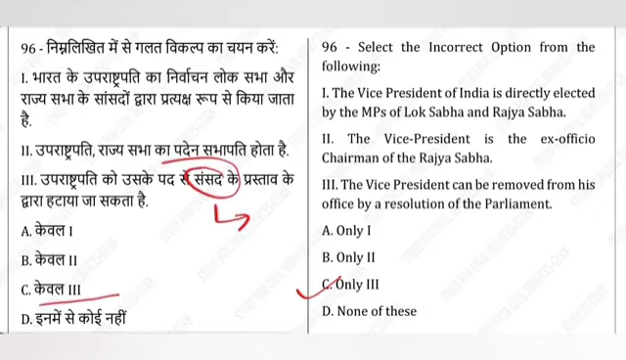 96 - निम्नलिखित में से गलत विकल्प का चयन करें:
I. भारत के उपराष्ट्रपति का निर्वाचन लोक सभा और
राज्य सभा के सांसदों द्वारा प्रत्यक्ष रूप से किया जाता
है.
II. उपराष्ट्रपति, राज्य सभा का पदेन सभापति होता है.
III. उपराष्ट्रपति को उसके पद से संसद के प्रस्ताव के
द्वारा हटाया जा सकता है.
A. केवल I
B. केवल II
C. केवल III
D. इनमें से कोई नहीं
96 - Select the Incorrect Option from the
following:
I. The Vice President of India is directly elected
by the MPs of Lok Sabha and Rajya Sabha.
II. The Vice-President is the ex-officio
Chairman of the Rajya Sabha.
III. The Vice President can be removed from his
office by a resolution of the Parliament.
A. Only I
B. Only II
C. Only III
D. None of these